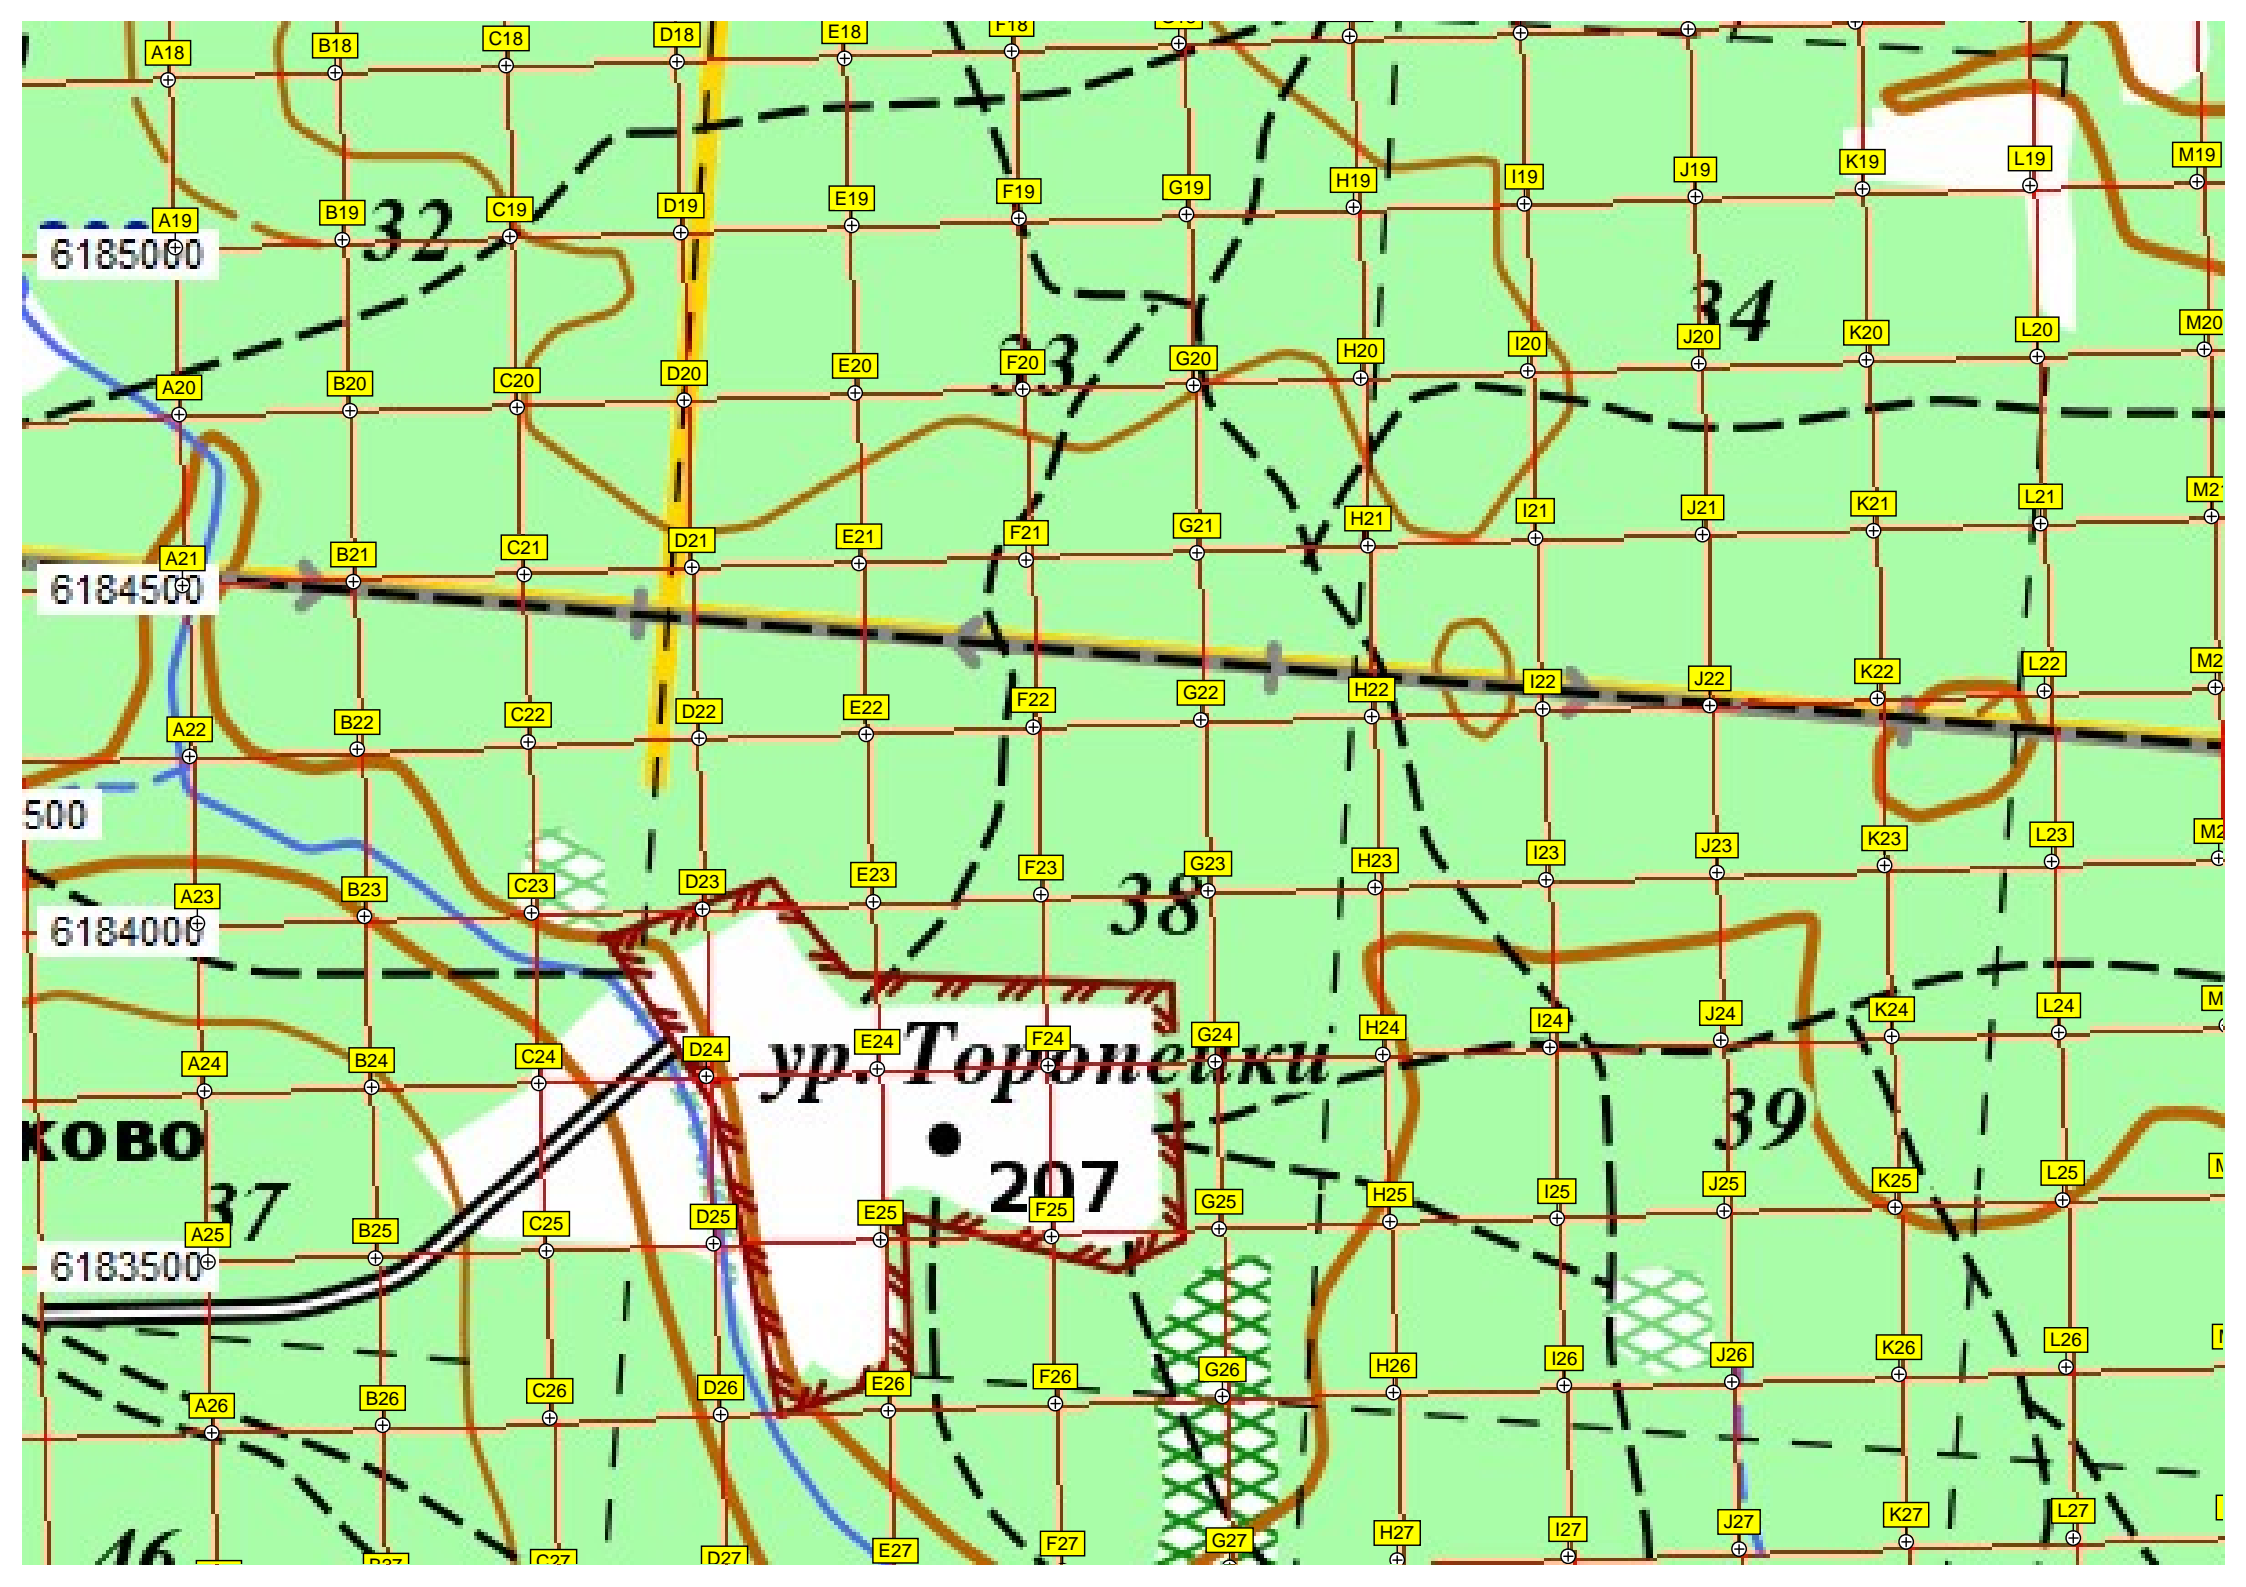 A18 B18 C18 D18 E18 F18
A19 B19 C19 D19 E19 F19 G19 H19 I19 J19 K19 L19 M19
32
6185000
34
A20 B20 C20 D20 E20 F20 G20 H20 I20 J20 K20 L20 M20
A21 B21 C21 D21 E21 F21 G21 H21 I21 J21 K21 L21
6184500
A22 B22 C22 D22 E22 F22 G22 H22 I22 J22 K22 L22
500
A23 B23 C23 D23 E23 F23 G23 H23 I23 J23 K23 L23
38
6184000
A24 B24 C24 D24 E24 F24 G24 H24 I24 J24 K24 L24
ур. Торопейки
39
ково
207
37
A25 B25 C25 D25 E25 F25 G25 H25 I25 J25 K25 L25
6183500
A26 B26 C26 D26 E26 F26 G26 H26 I26 J26 K26 L26
46
B27 C27 D27 E27 F27 G27 H27 I27 J27 K27 L27